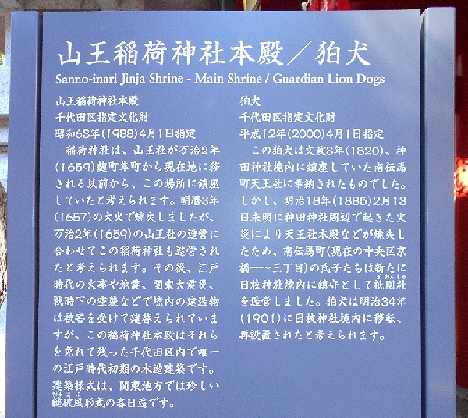 山王稲荷神社本殿／狛犬
Sanno-inari Jinja Shrine - Main Shrine / Guardian Lion Dogs
山王稲荷神社本殿
千代田区指定文化財
昭和63年(1988)4月1日指定
稲荷神社は、山王社が万治2年
(1659)麹町隼町から現在地に移
される以前から、この場所に鎮座
していたと考えられます。明暦3年
(1657)の大火で焼失しましたが、
万治2年(1659)の山王社の造営に
合わせてこの稲荷神社も造営され
たと考えられます。その後、江戸
時代の火事や地震、関東大震災、
戦時下の空襲などで境内の建造物
は被害を受けて建替えられていま
すが、この稲荷神社本殿はそれら
を免れて残った千代田区内で唯一
の江戸時代初期の木造建築です。
建築様式は、関東地方では珍しい
縋破風形式の春日造です。
狛犬
千代田区指定文化財
平成12年(2000)4月1日指定
この狛犬は文政3年(1820)、神
田神社境内に鎮座していた南伝馬
町天王社に奉納されたものでした。
しかし、明治18年(1885)2月13
日未明に神田神社周辺で起きた火
災により天王社本殿などが焼失し
たため、南伝馬町(現在の中央区京
橋一～三丁目)の氏子たちは新たに
日枝神社境内に摂社として祇園社
を造営しました。狛犬は明治34年
(1901)に日枝神社境内に移転、
再設置されたと考えられます。